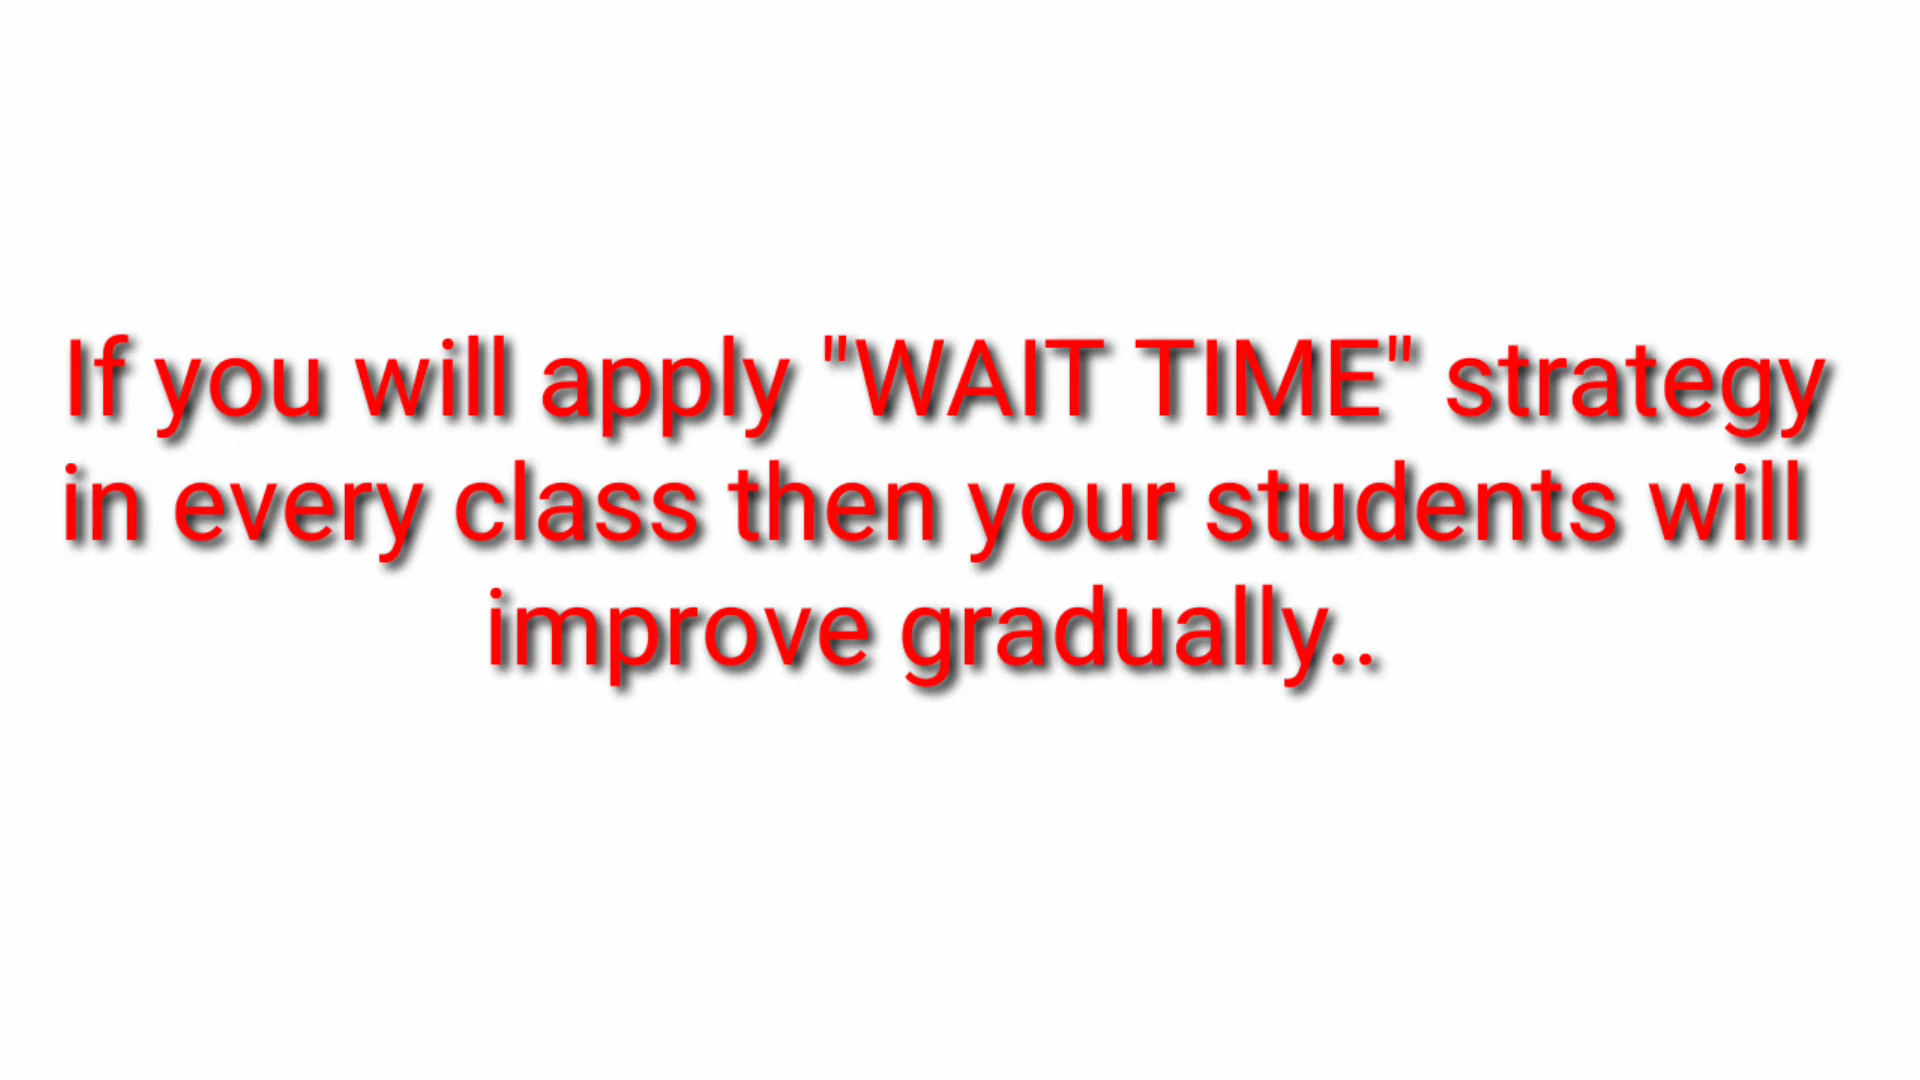 If you will apply "WAIT TIME" strategy
in every class then your students will
improve gradually..